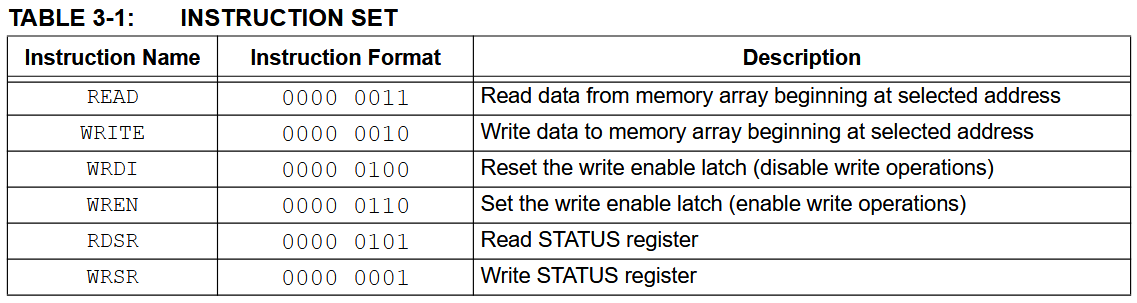 TABLE 3-1: INSTRUCTION SET
Instruction Name Instruction Format Description
READ 0000 0011 Read data from memory array beginning at selected address
WRITE 0000 0010 Write data to memory array beginning at selected address
WRDI 0000 0100 Reset the write enable latch (disable write operations)
WREN 0000 0110 Set the write enable latch (enable write operations)
RDSR 0000 0101 Read STATUS register
WRSR 0000 0001 Write STATUS register